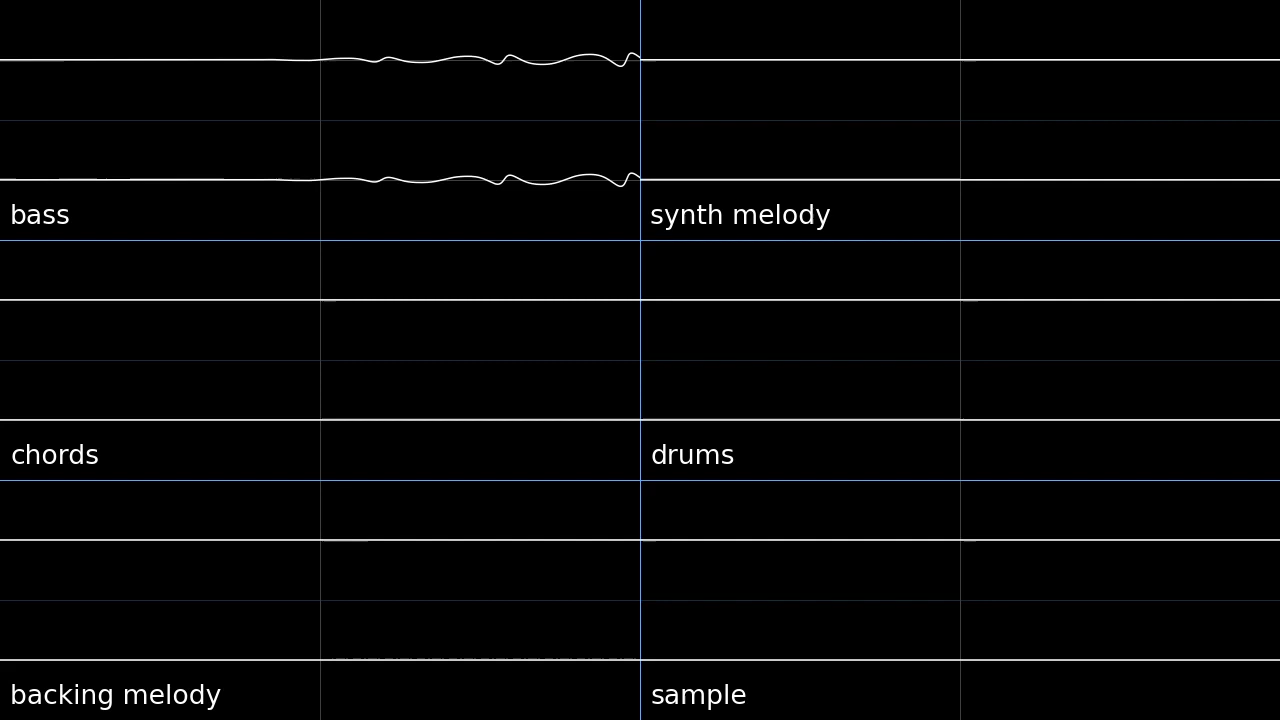 bass
synth melody
chords
drums
backing melody
sample